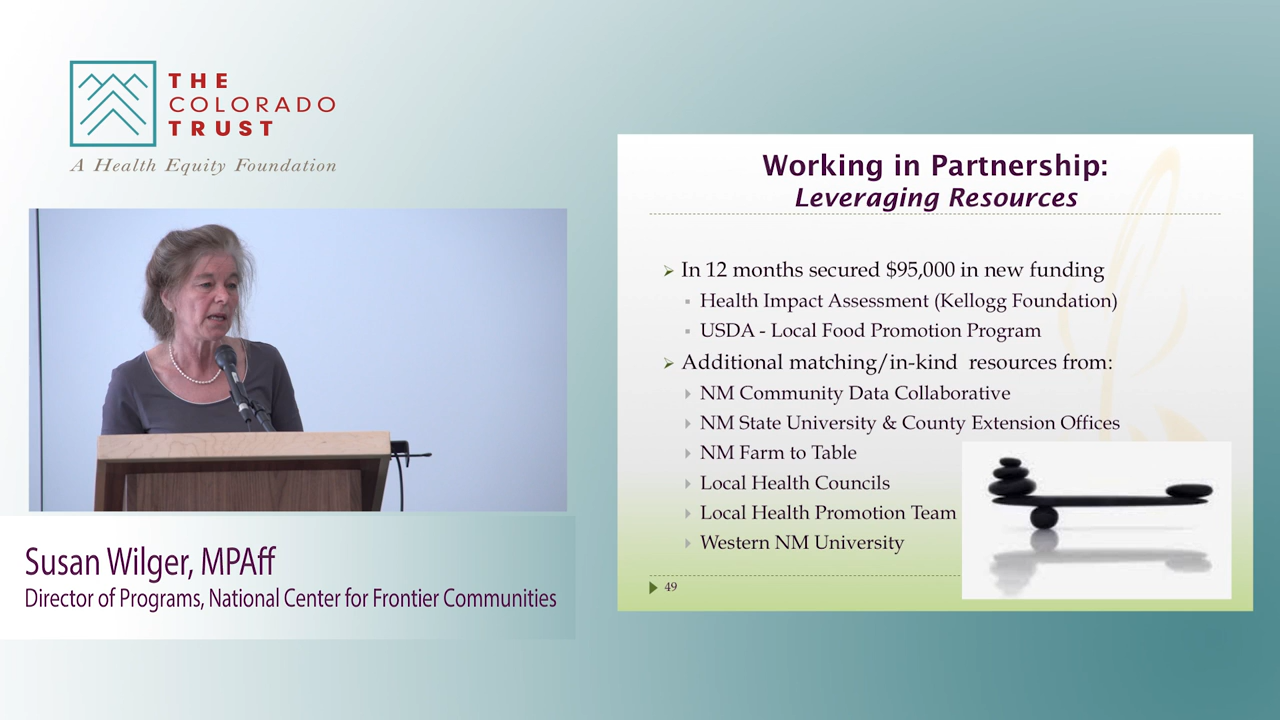 THE
COLORADO
TRUST
A Health Equity Foundation
Susan Wilger, MPAff
Director of Programs, National Center for Frontier Communities
Working in Partnership:
Leveraging Resources
In 12 months secured $95,000 in new funding
Health Impact Assessment (Kellogg Foundation)
USDA - Local Food Promotion Program
Additional matching/in-kind resources from:
NM Community Data Collaborative
NM State University & County Extension Offices
NM Farm to Table
Local Health Councils
Local Health Promotion Team
Western NM University
49